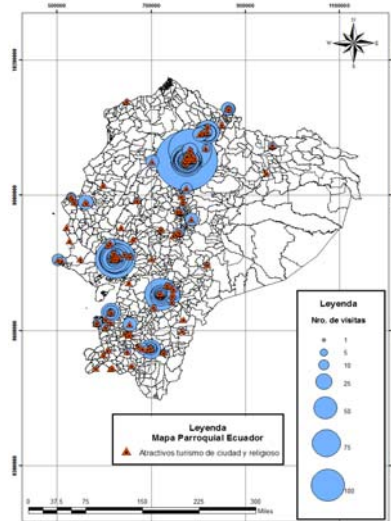 500000 700000 900000 1100000
Leyenda
Nro. de visitas
1
5
10
25
50
75
100
Leyenda
Mapa Parroquial Ecuador
Atractivos turismo de ciudad y religioso
0 37.5 75 150 225 300
Miles